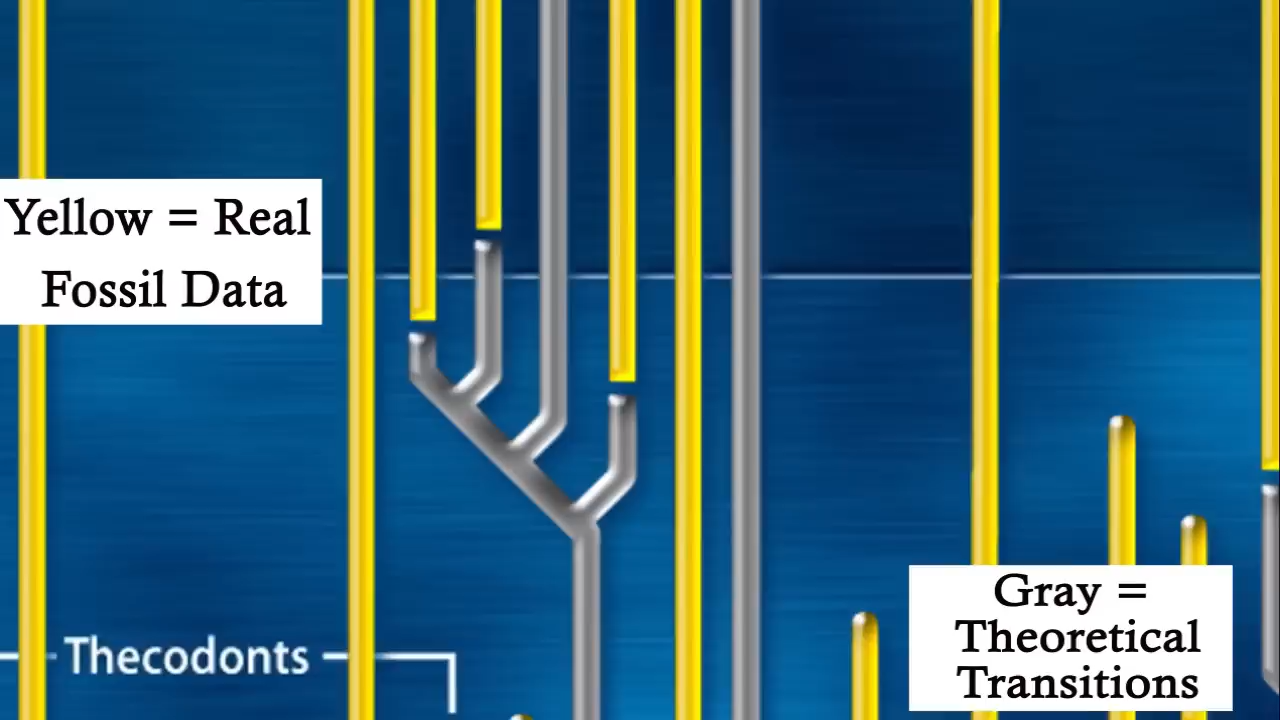 Yellow = Real
Fossil Data
Gray =
Theoretical
Transitions
Thecodonts